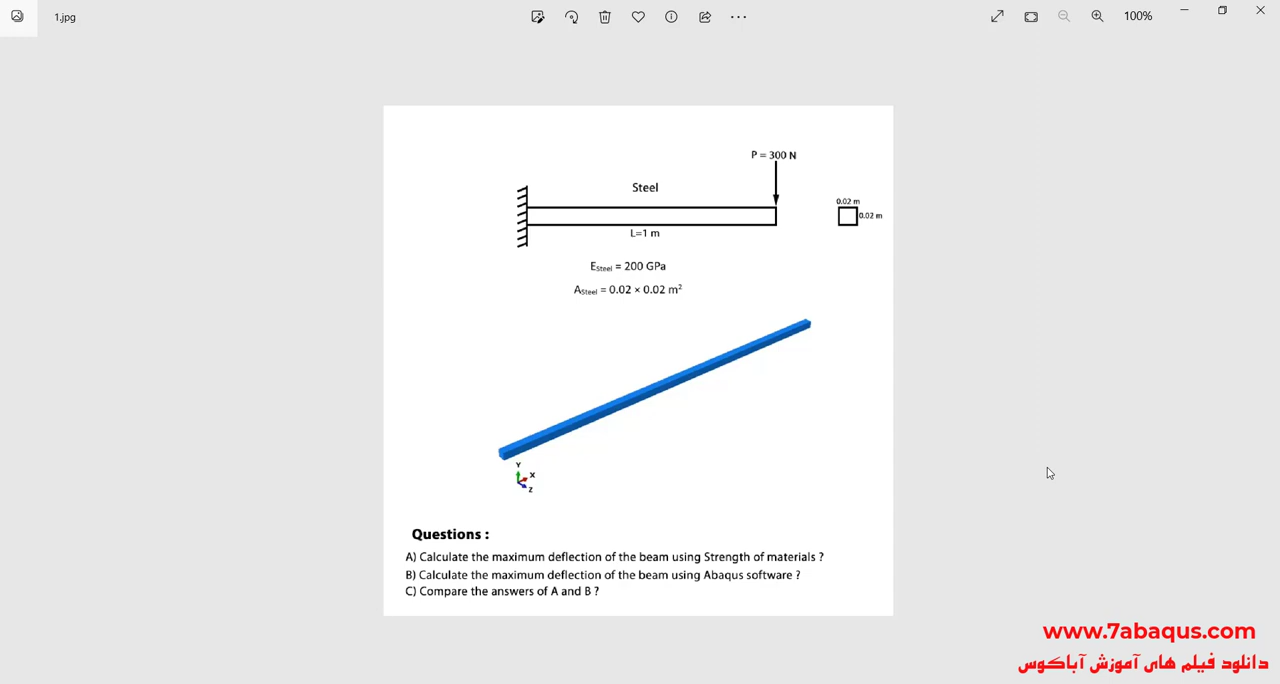 1.jpg
100%
P = 300 N
Steel
0.02 m
0.02 m
L=1 m
ESteel = 200 GPa
ASteel = 0.02 × 0.02 m²
Y
X
Z
Questions :
A) Calculate the maximum deflection of the beam using Strength of materials ?
B) Calculate the maximum deflection of the beam using Abaqus software ?
C) Compare the answers of A and B ?
www.7abaqus.com
دانلود فیلم های آموزش آباکوس